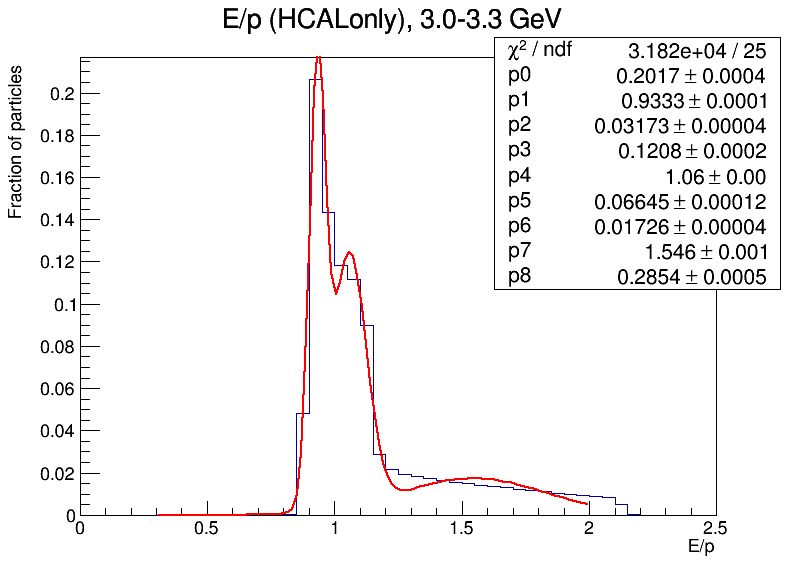 E/p (HCALonly), 3.0-3.3 GeV
χ² / ndf 3.182e+04 / 25
p0 0.2017 ± 0.0004
p1 0.9333 ± 0.0001
p2 0.03173 ± 0.00004
p3 0.1208 ± 0.0002
p4 1.06 ± 0.00
p5 0.06645 ± 0.00012
p6 0.01726 ± 0.00004
p7 1.546 ± 0.001
p8 0.2854 ± 0.0005
Fraction of particles
0.2
0.18
0.16
0.14
0.12
0.1
0.08
0.06
0.04
0.02
0
0 0.5 1 1.5 2 2.5
E/p